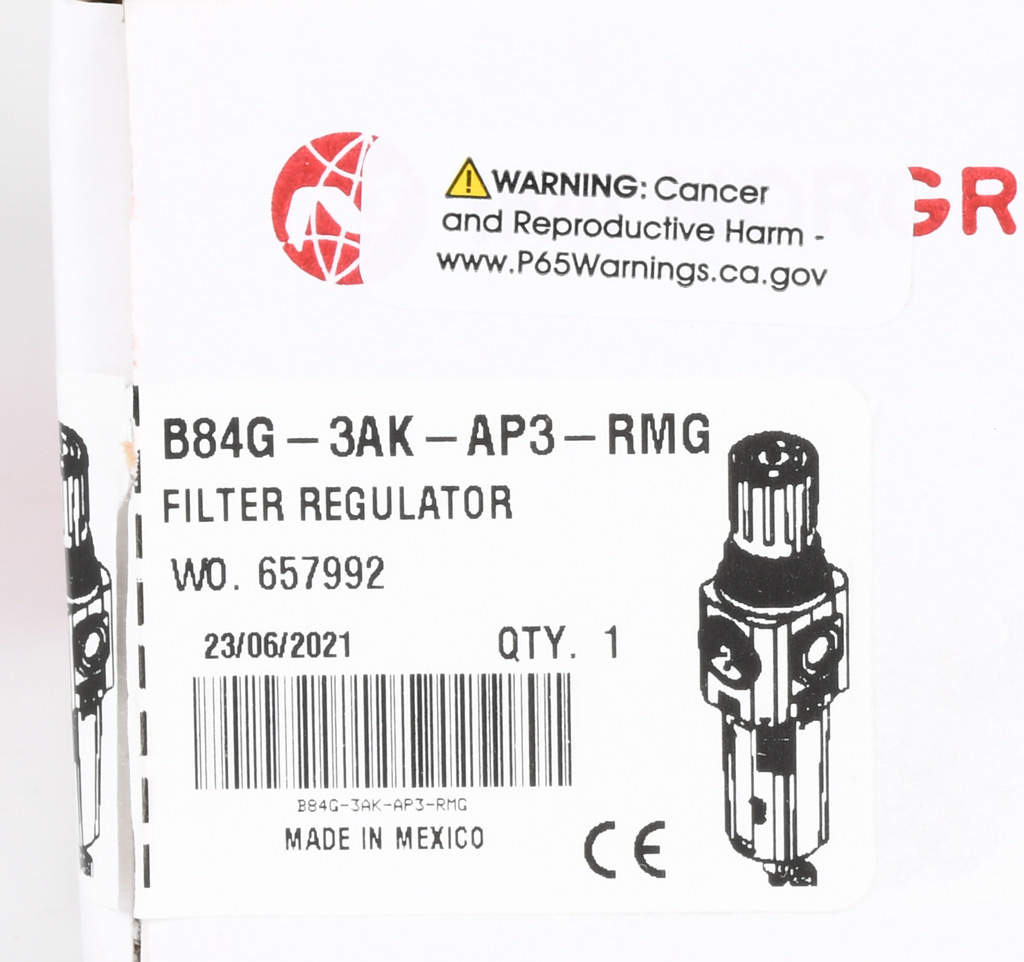 WARNING: Cancer
and Reproductive Harm -
www.P65Warnings.ca.gov
ORGR
B84G-3AK-AP3-RMG
FILTER REGULATOR
WO. 657992
23/06/2021 QTY. 1
B84G-3AK-AP3-RMG
MADE IN MEXICO
CE